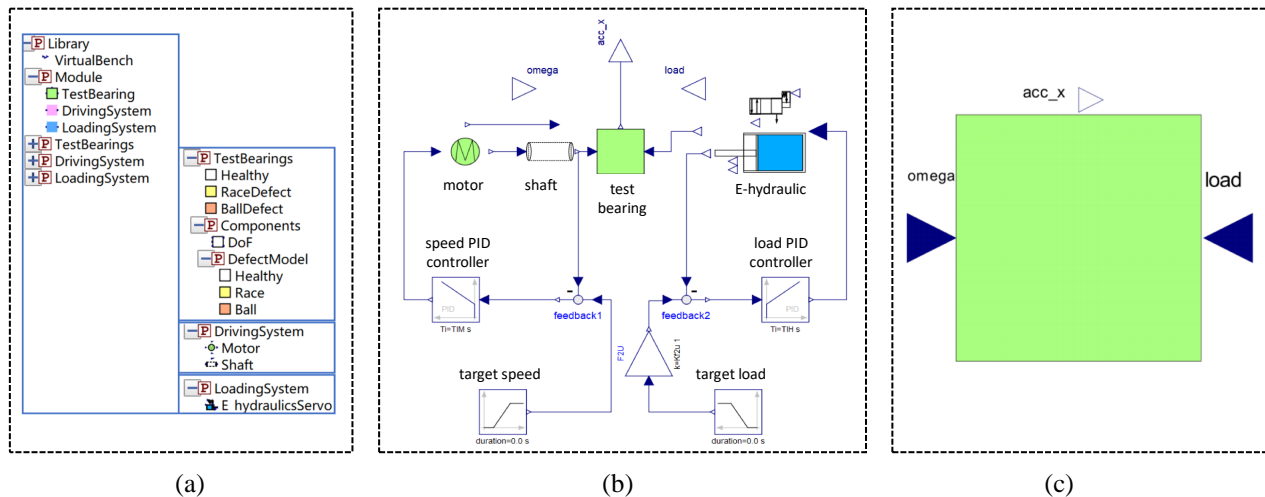 P Library
VirtualBench
P Module
TestBearing
DrivingSystem
LoadingSystem
P TestBearings
P DrivingSystem
P LoadingSystem
P TestBearings
Healthy
RaceDefect
BallDefect
P Components
DoF
P DefectModel
Healthy
Race
Ball
P DrivingSystem
Motor
Shaft
P LoadingSystem
E_hydraulicsServo
(a)
acc_x
omega
load
motor
shaft
test
bearing
E-hydraulic
speed PID
controller
load PID
controller
PID
Ti=TIM s
feedback1
feedback2
PID
Ti=TIH s
F2U
k=Kf2u 1
target speed
target load
duration=0.0 s
duration=0.0 s
(b)
acc_x
omega
load
(c)